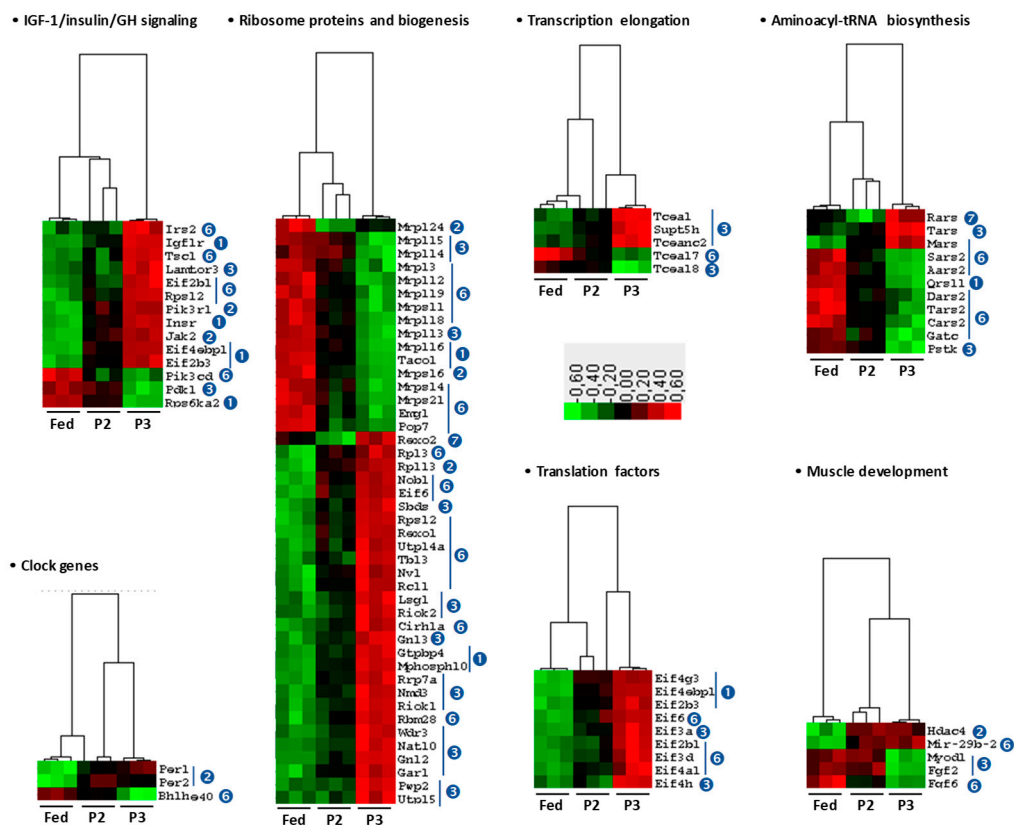 • IGF-1/insulin/GH signaling
Irs2 6
Igf1r 1
Tsc1 6
Lamtor3 3
Eif2b1
Rps12
6
Pik3r1 2
Insr 1
Jak2 2
Eif4ebp1
Eif2b3
1
Pik3cd 6
Pdk1 3
Rps6ka2 1
Fed P2 P3
• Ribosome proteins and biogenesis
Mrpl24 2
Mrpl15
Mrpl14
3
Mrpl3
Mrpl12
Mrpl19
Mrps11
Mrpl18
6
Mrpl13 3
Mrpl16
Taco1
1
Mrps16 2
Mrps14
Mrps21
Emg1
Pop7
6
Rexo2 7
Rpl3 6
Rpl13 2
Nob1
Eif6
6
Sbds 3
Rps12
Rexo1
Utp14a
Tbl3
Nvl
Rcl1
6
Lsg1
Riok2
3
Cirh1a 6
Gnl3 3
Gtpbp4
Mphosph10
1
Rrp7a
Nmd3
Riok1
3
Rbm28 6
Wdr3
Nat10
Gnl2
Gar1
3
Pwp2
Utp15
3
Fed P2 P3
• Transcription elongation
Tcea1
Supt5h
Tceanc2
3
Tceal7 6
Tceal8 3
Fed P2 P3
-0,60
-0,40
-0,20
0,00
0,20
0,40
0,60
• Aminoacyl-tRNA biosynthesis
Rars 7
Tars 3
Mars
Sars2
Aars2
6
Qrsl1 1
Dars2
Tars2
Cars2
Gatc
6
Pstk 3
Fed P2 P3
• Clock genes
Per1
Per2
2
Bhlhe40 6
Fed P2 P3
• Translation factors
Eif4g3
Eif4ebp1
Eif2b3
1
Eif6 6
Eif3a 3
Eif2b1
Eif3d
Eif4a1
6
Eif4h 3
Fed P2 P3
• Muscle development
Hdac4 2
Mir-29b-2 6
Myod1
Fgf2
3
Fgf6 6
Fed P2 P3